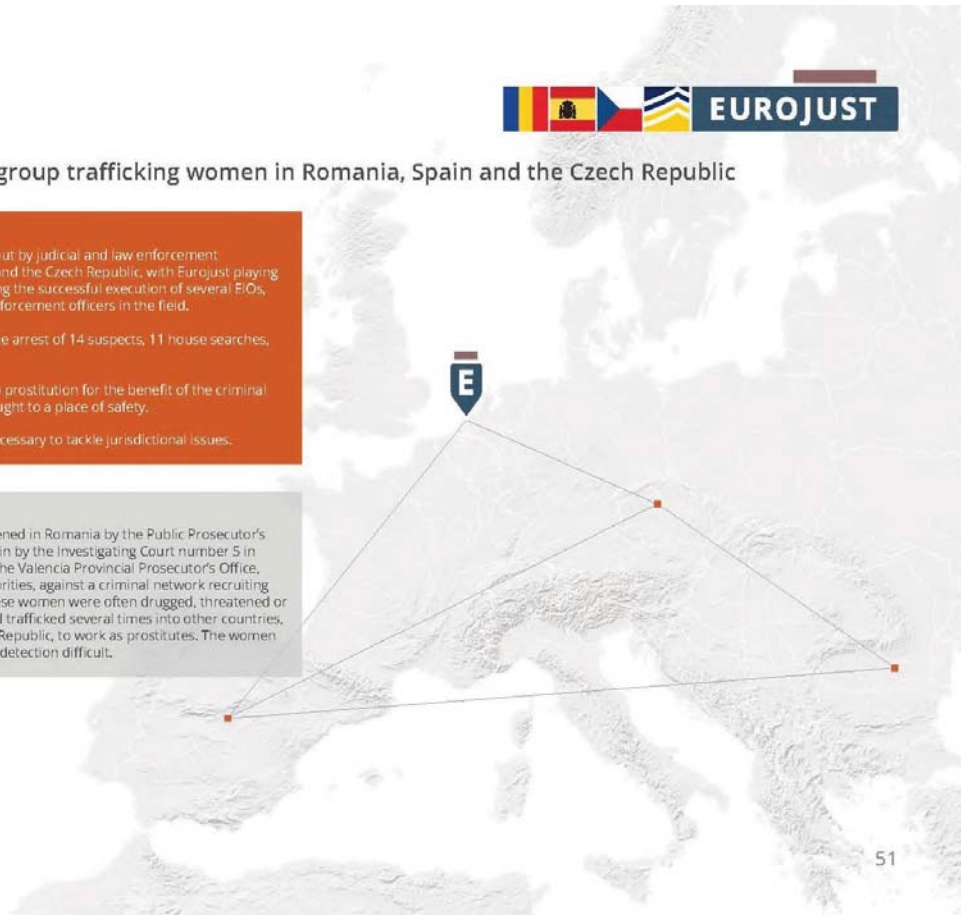 EUROJUST
group trafficking women in Romania, Spain and the Czech Republic
ut by judicial and law enforcement
nd the Czech Republic, with Eurojust playing
ng the successful execution of several EIOs,
forcement officers in the field.
e arrest of 14 suspects, 11 house searches,
prostitution for the benefit of the criminal
ught to a place of safety.
cessary to tackle jurisdictional issues.
E
ened in Romania by the Public Prosecutor's
in by the Investigating Court number 5 in
he Valencia Provincial Prosecutor's Office,
rities, against a criminal network recruiting
se women were often drugged, threatened or
l trafficked several times into other countries,
Republic, to work as prostitutes. The women
detection difficult.
51